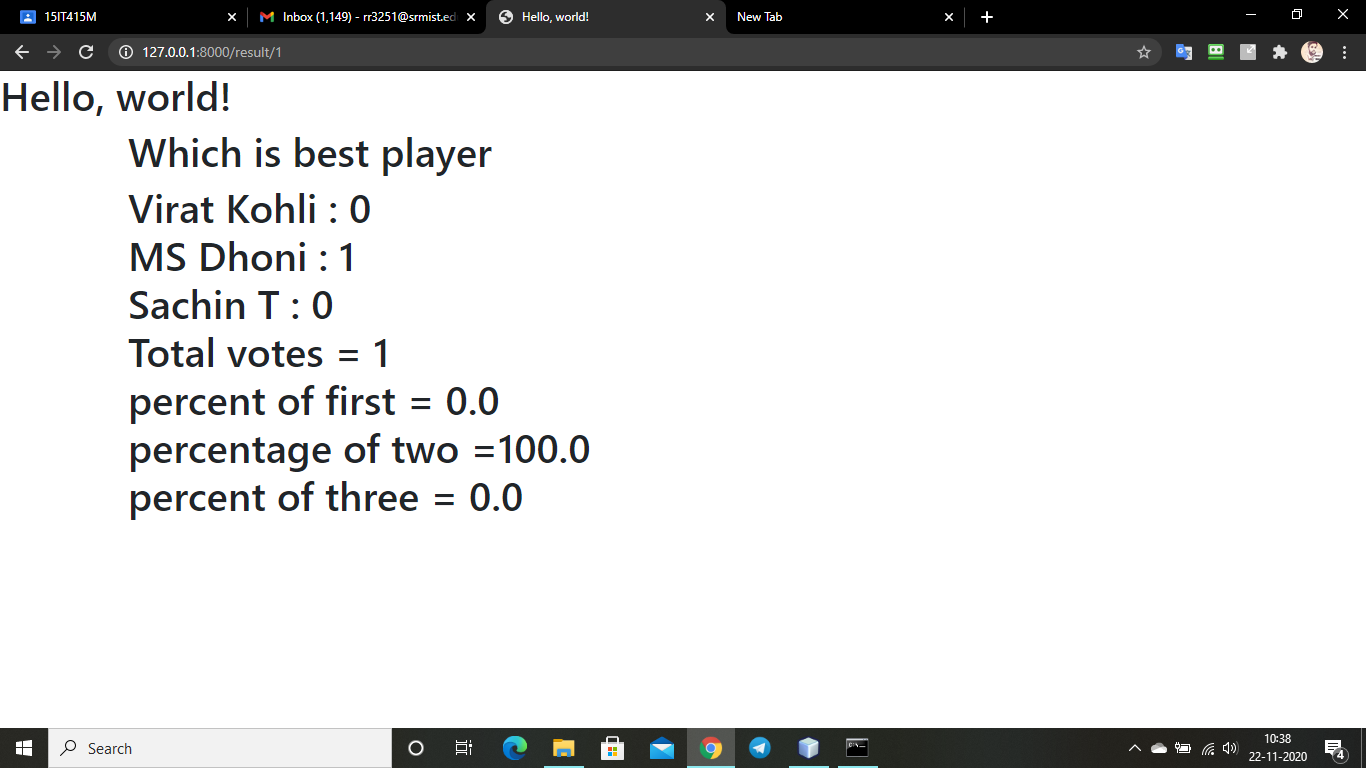 15IT415M
Inbox (1,149) - rr3251@srmist.ed
Hello, world!
New Tab
127.0.0.1:8000/result/1
Hello, world!
Which is best player
Virat Kohli : 0
MS Dhoni : 1
Sachin T : 0
Total votes = 1
percent of first = 0.0
percentage of two =100.0
percent of three = 0.0
Search
10:38
22-11-2020
4